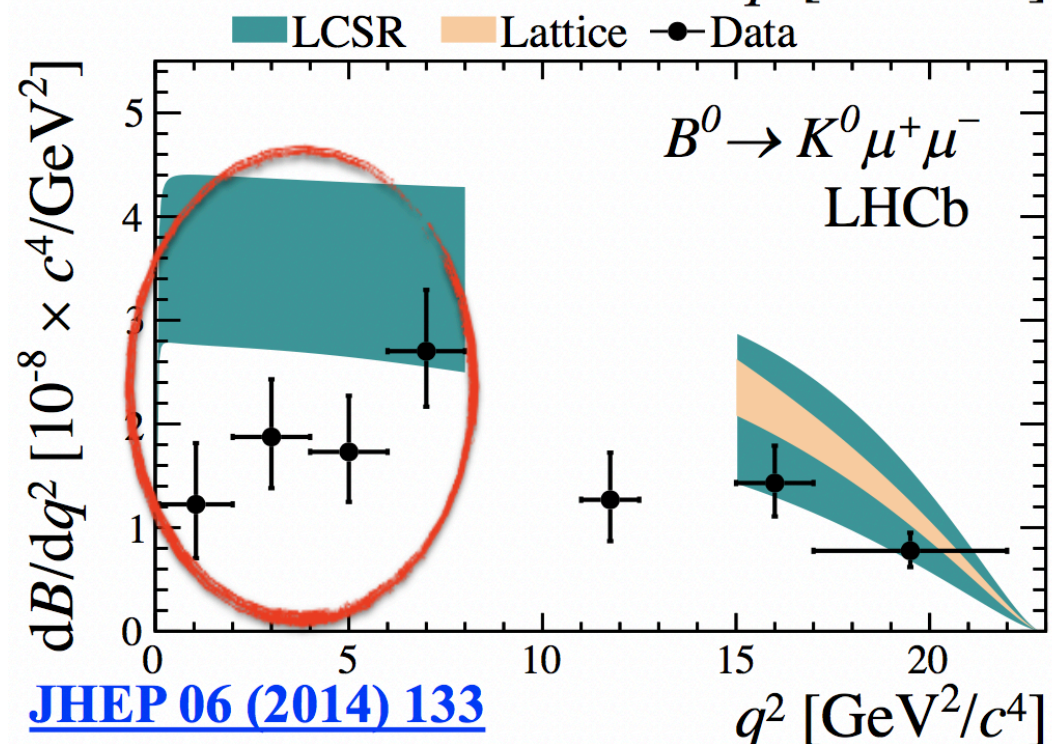 LCSR Lattice Data
B⁰ → K⁰μ⁺μ⁻
LHCb
dB/dq² [10⁻⁸ × c⁴/GeV²]
5
4
3
2
1
0
0 5 10 15 20
JHEP 06 (2014) 133
q² [GeV²/c⁴]